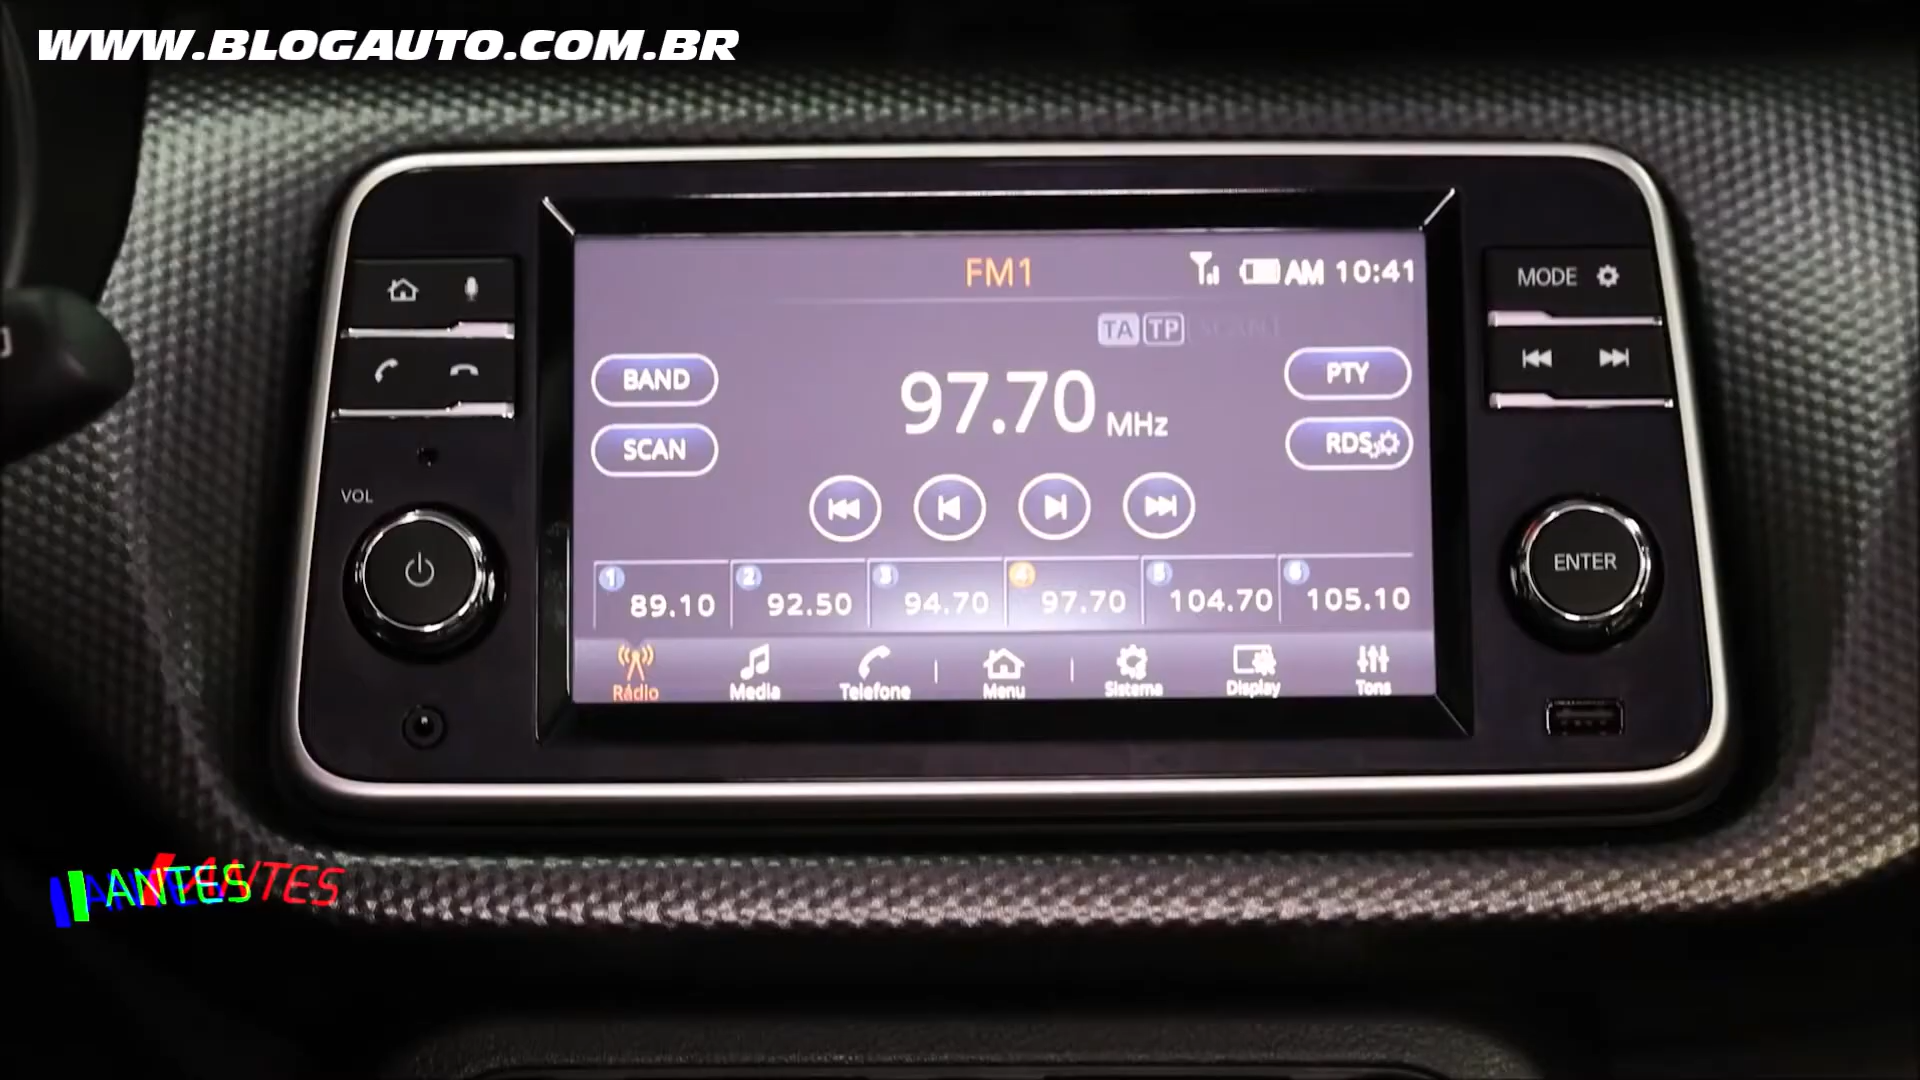 WWW.BLOGAUTO.COM.BR
FM1
AM 10:41
MODE
TA TP SCAN
BAND
97.70 MHz
PTY
SCAN
RDS
VOL
ENTER
1 89.10
2 92.50
3 94.70
4 97.70
5 104.70
6 105.10
Rádio
Media
Telefone
Menu
Sistema
Display
Tons
ANTES